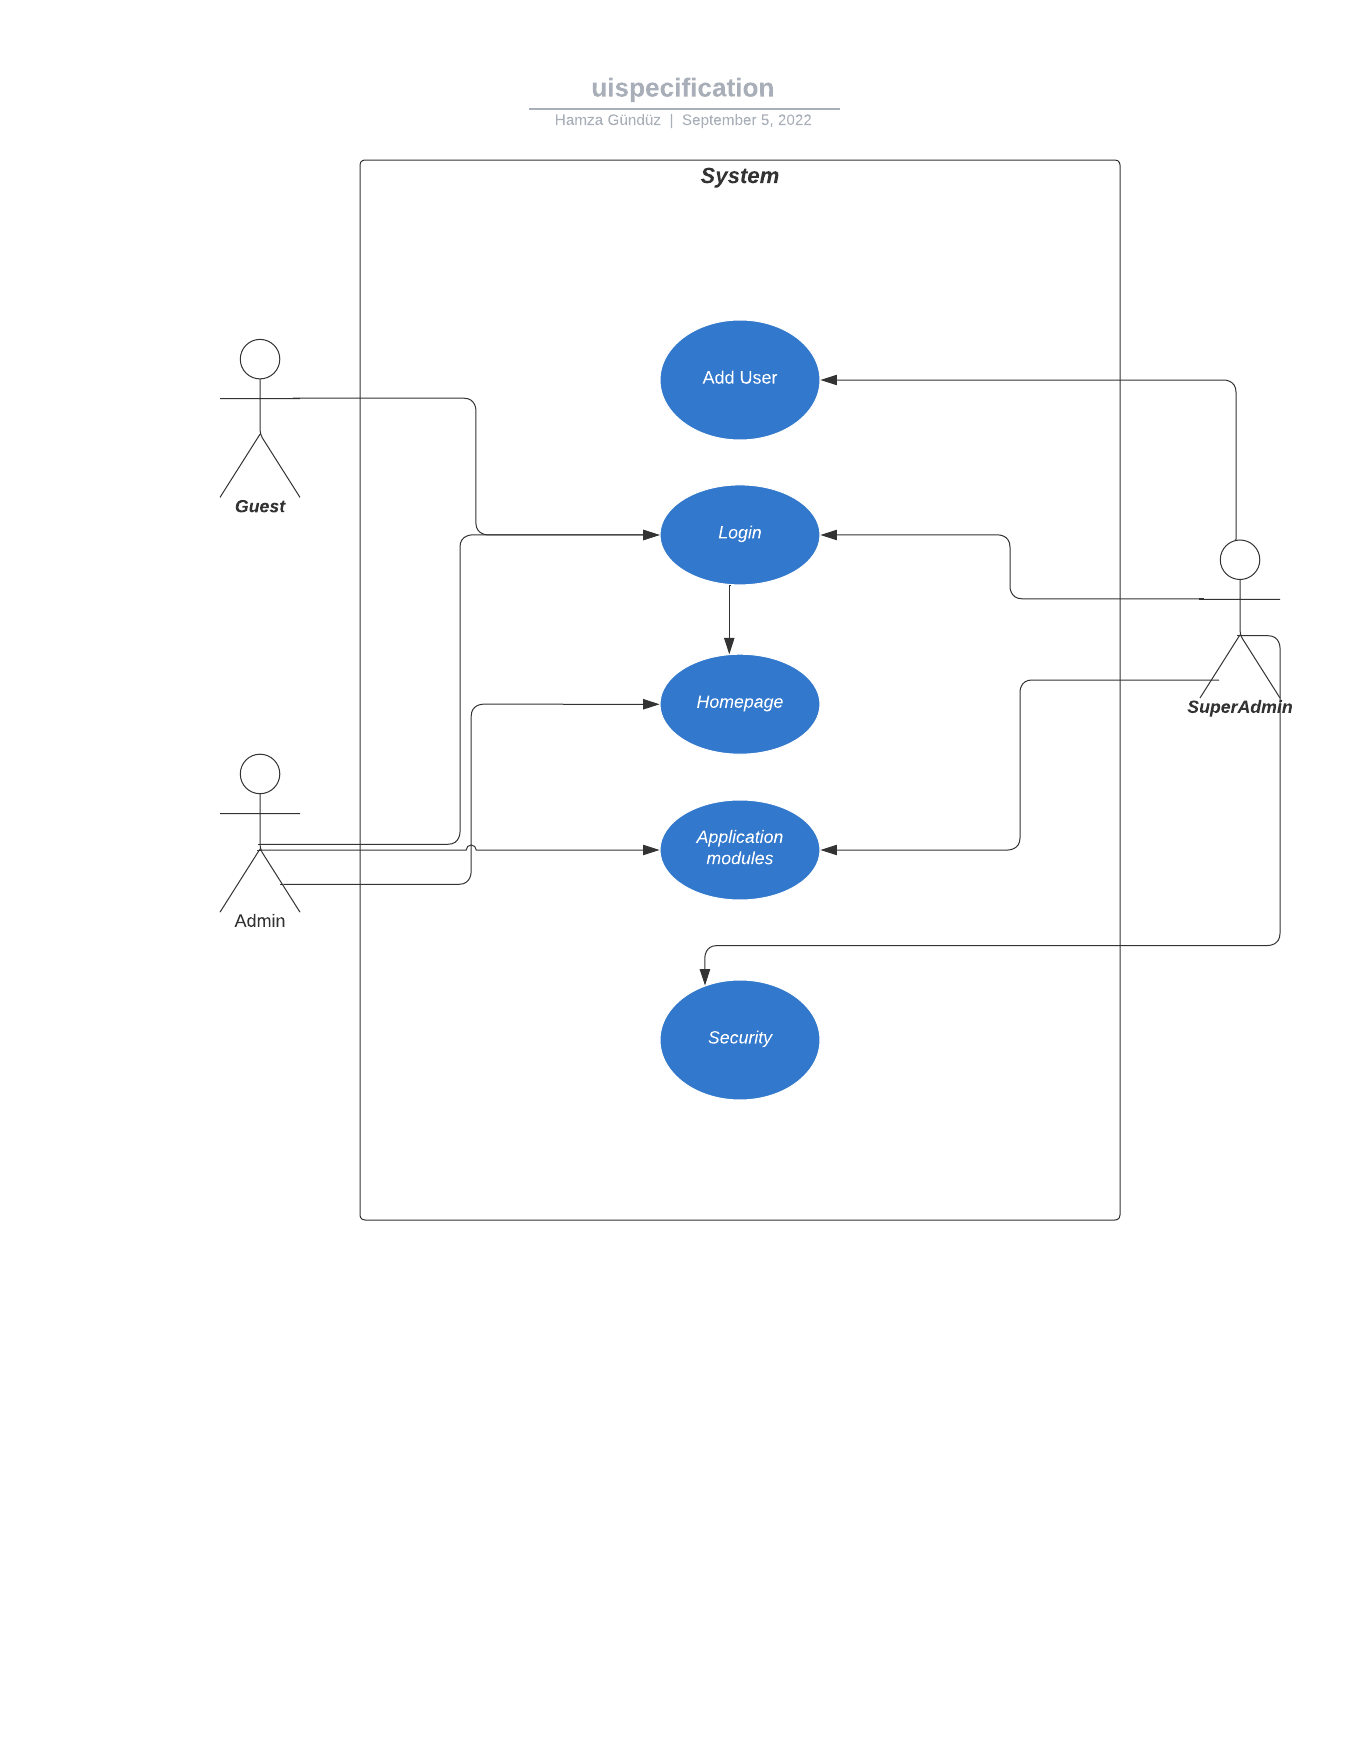 uispecification
Hamza Gündüz | September 5, 2022
System
Add User
Guest
Login
Homepage
SuperAdmin
Application
modules
Admin
Security